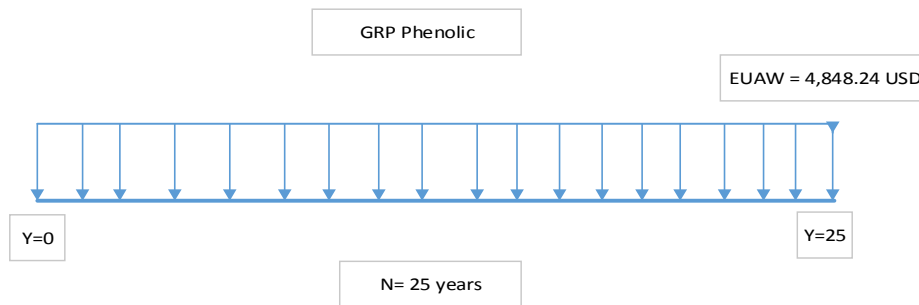 GRP Phenolic
EUAW = 4,848.24 USD
Y=0
Y=25
N= 25 years